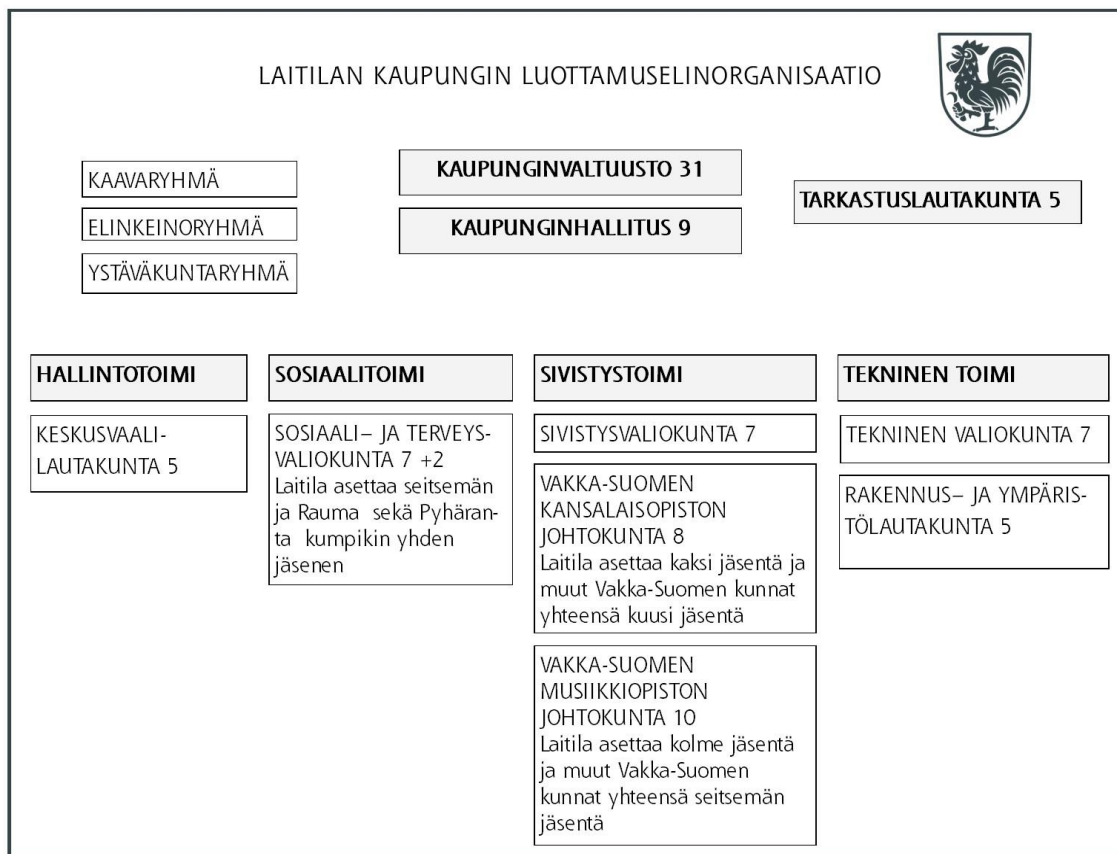 LAITILAN KAUPUNGIN LUOTTAMUSELINORGANISAATIO
KAAVARYHMÄ
ELINKEINORYHMÄ
YSTÄVÄKUNTARYHMÄ
KAUPUNGINVALTUUSTO 31
KAUPUNGINHALLITUS 9
TARKASTUSLAUTAKUNTA 5
HALLINTOTOIMI
KESKUSVAALI-
LAUTAKUNTA 5
SOSIAALITOIMI
SOSIAALI– JA TERVEYS-
VALIOKUNTA 7 +2
Laitila asettaa seitsemän
ja Rauma sekä Pyhäran-
ta kumpikin yhden
jäsenen
SIVISTYSTOIMI
SIVISTYSVALIOKUNTA 7
VAKKA-SUOMEN
KANSALAISOPISTON
JOHTOKUNTA 8
Laitila asettaa kaksi jäsentä ja
muut Vakka-Suomen kunnat
yhteensä kuusi jäsentä
VAKKA-SUOMEN
MUSIIKKIOPISTON
JOHTOKUNTA 10
Laitila asettaa kolme jäsentä
ja muut Vakka-Suomen
kunnat yhteensä seitsemän
jäsentä
TEKNINEN TOIMI
TEKNINEN VALIOKUNTA 7
RAKENNUS– JA YMPÄRIS-
TÖLAUTAKUNTA 5